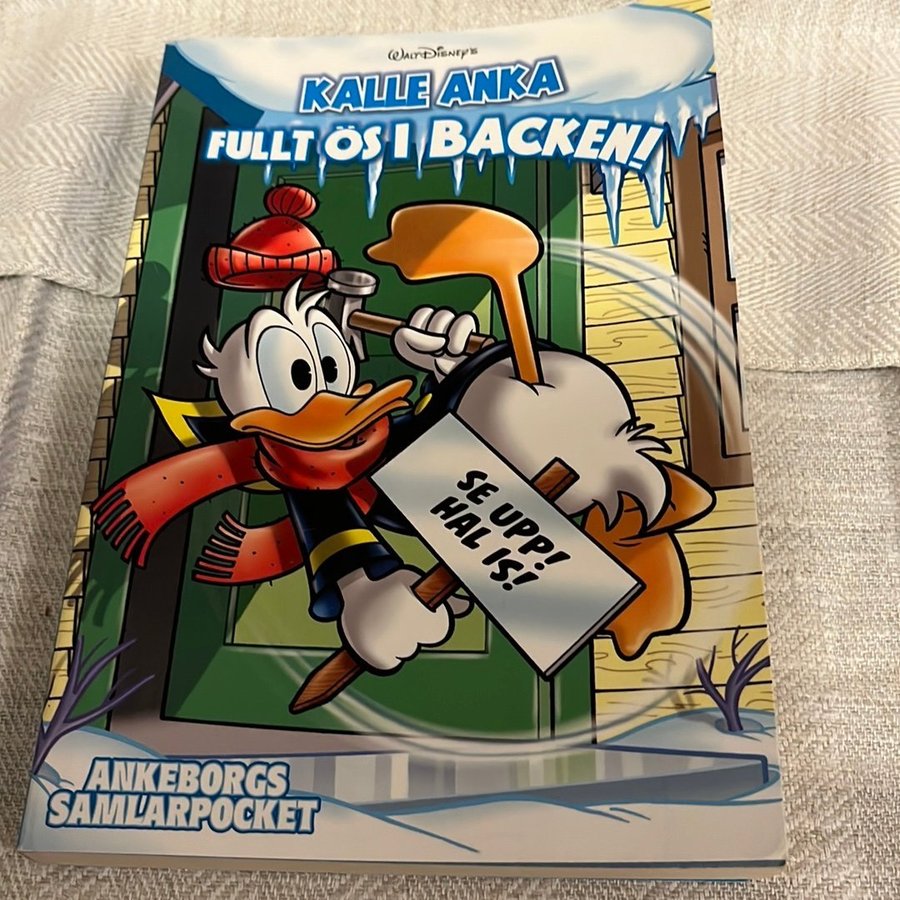 WALT DISNEY'S
KALLE ANKA
FULLT ÖS I BACKEN!
SE UPP!
HAL IS!
ANKEBORGS
SAMLARPOCKET